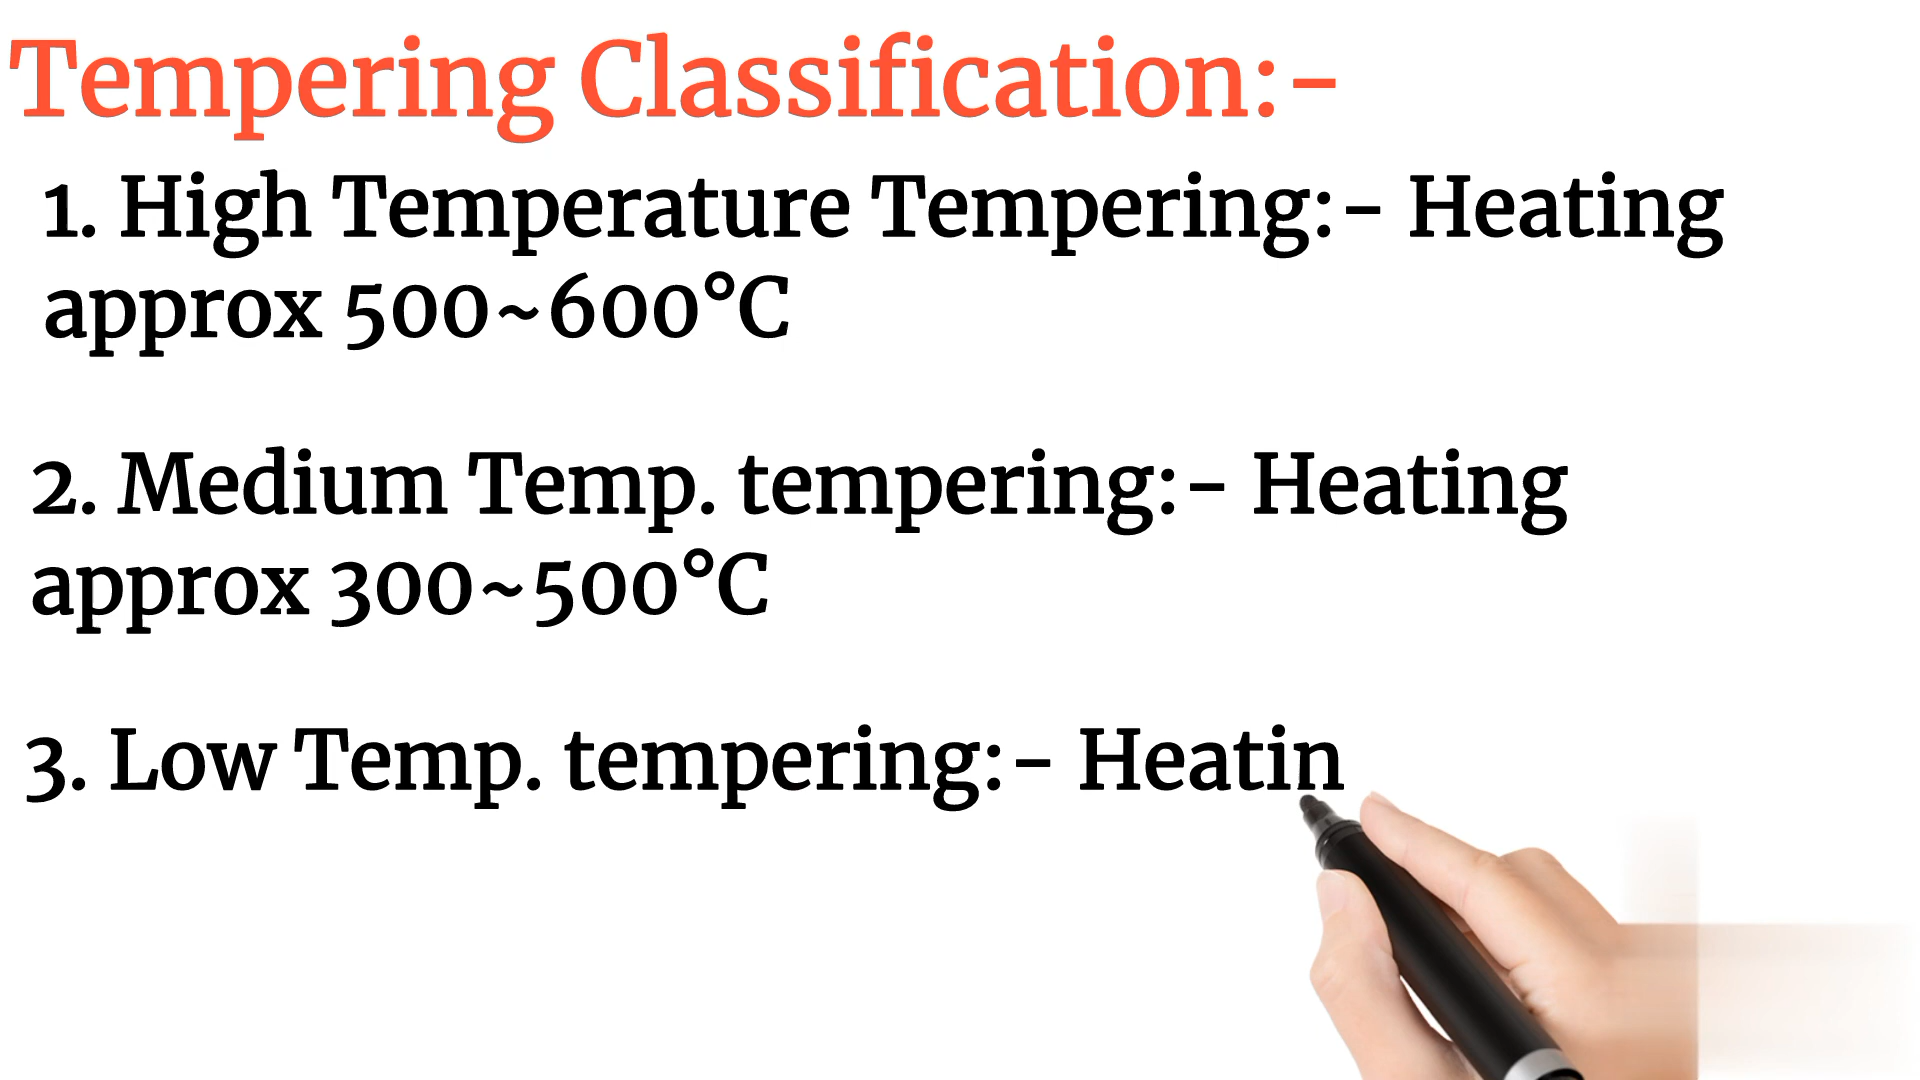 Tempering Classification:-
1. High Temperature Tempering:- Heating
approx 500~600°C
2. Medium Temp. tempering:- Heating
approx 300~500°C
3. Low Temp. tempering:- Heatin